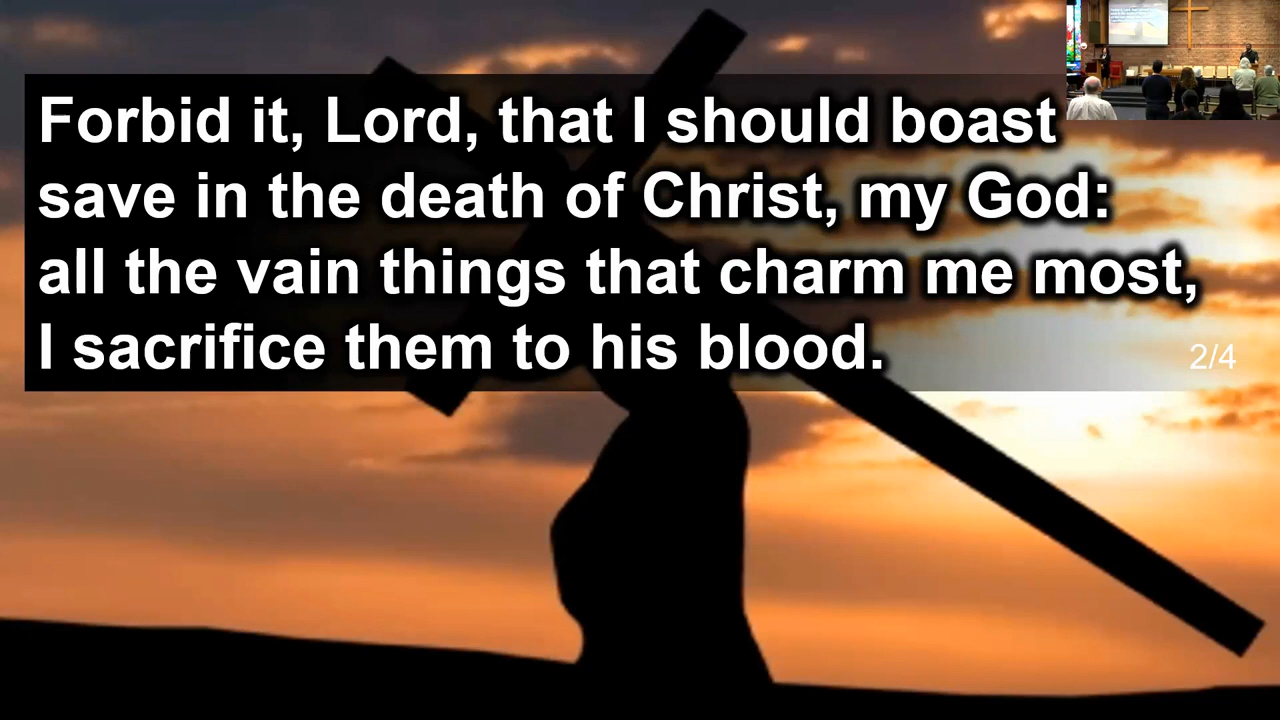 Forbid it, Lord, that I should boast
save in the death of Christ, my God:
all the vain things that charm me most,
I sacrifice them to his blood.
2/4